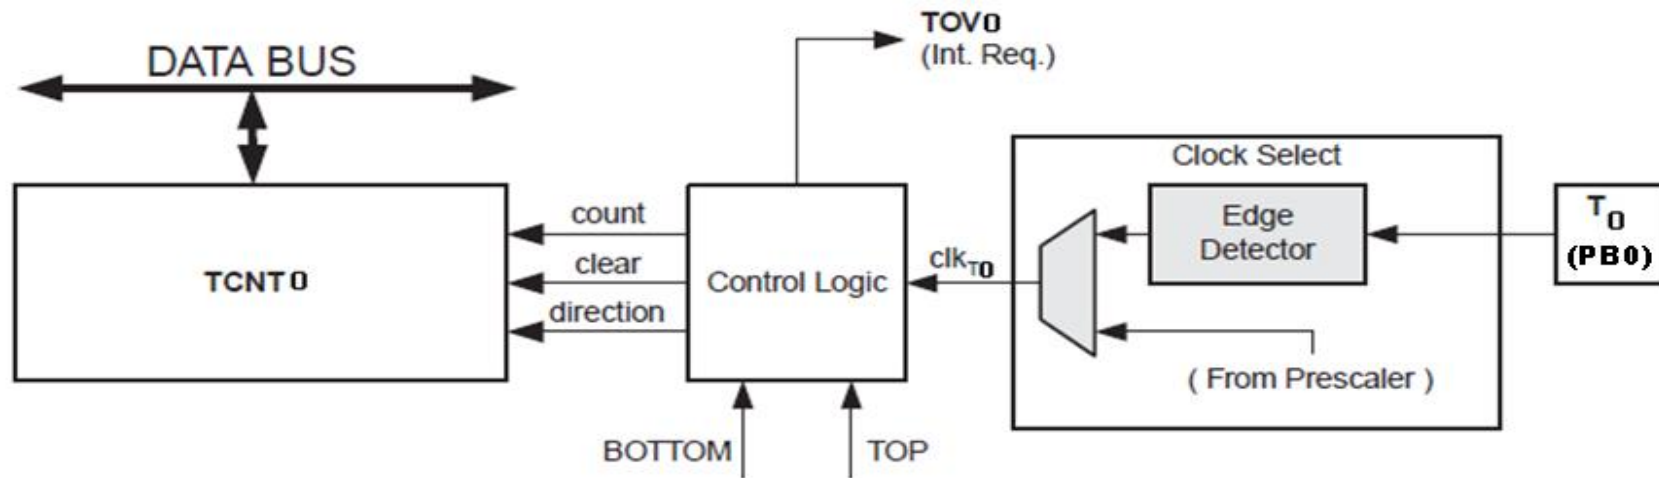 TOV0
(Int. Req.)
DATA BUS
Clock Select
count
Edge
Detector
T0
(PB0)
clear
clkT0
TCNT0
Control Logic
direction
( From Prescaler )
BOTTOM
TOP